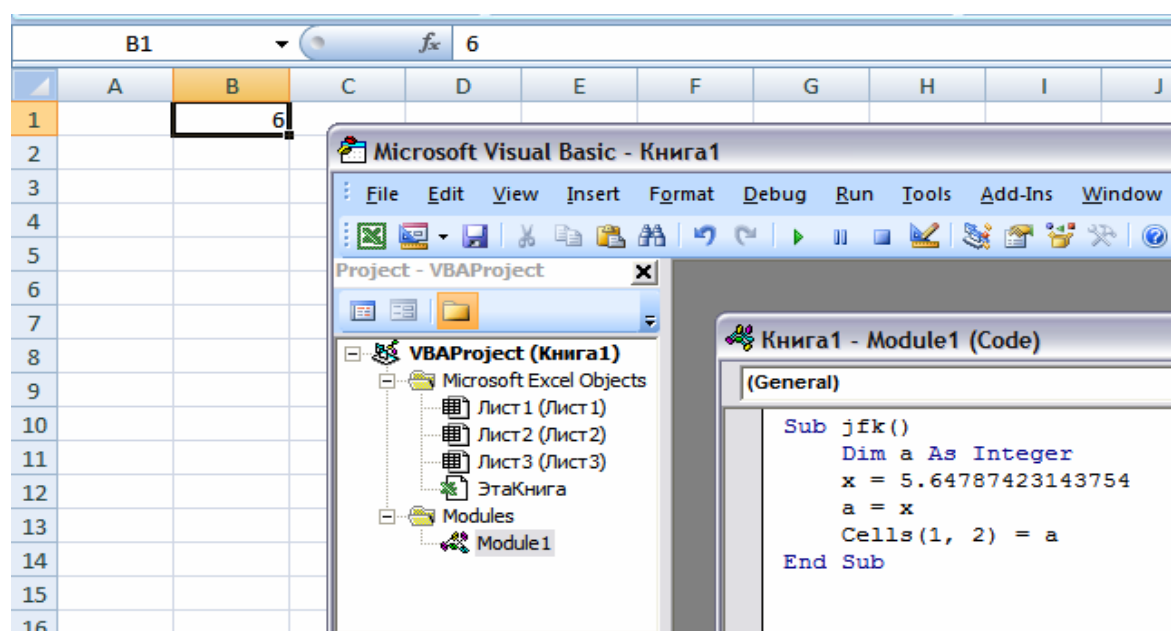 B1 fx 6
A B C D E F G H I J
1 6
2
3
4
5
6
7
8
9
10
11
12
13
14
15
16
Microsoft Visual Basic - Книга1
File Edit View Insert Format Debug Run Tools Add-Ins Window
Project - VBAProject
VBAProject (Книга1)
Microsoft Excel Objects
Лист1 (Лист1)
Лист2 (Лист2)
Лист3 (Лист3)
ЭтаКнига
Modules
Module1
Книга1 - Module1 (Code)
(General)
Sub jfk()
Dim a As Integer
x = 5.64787423143754
a = x
Cells(1, 2) = a
End Sub